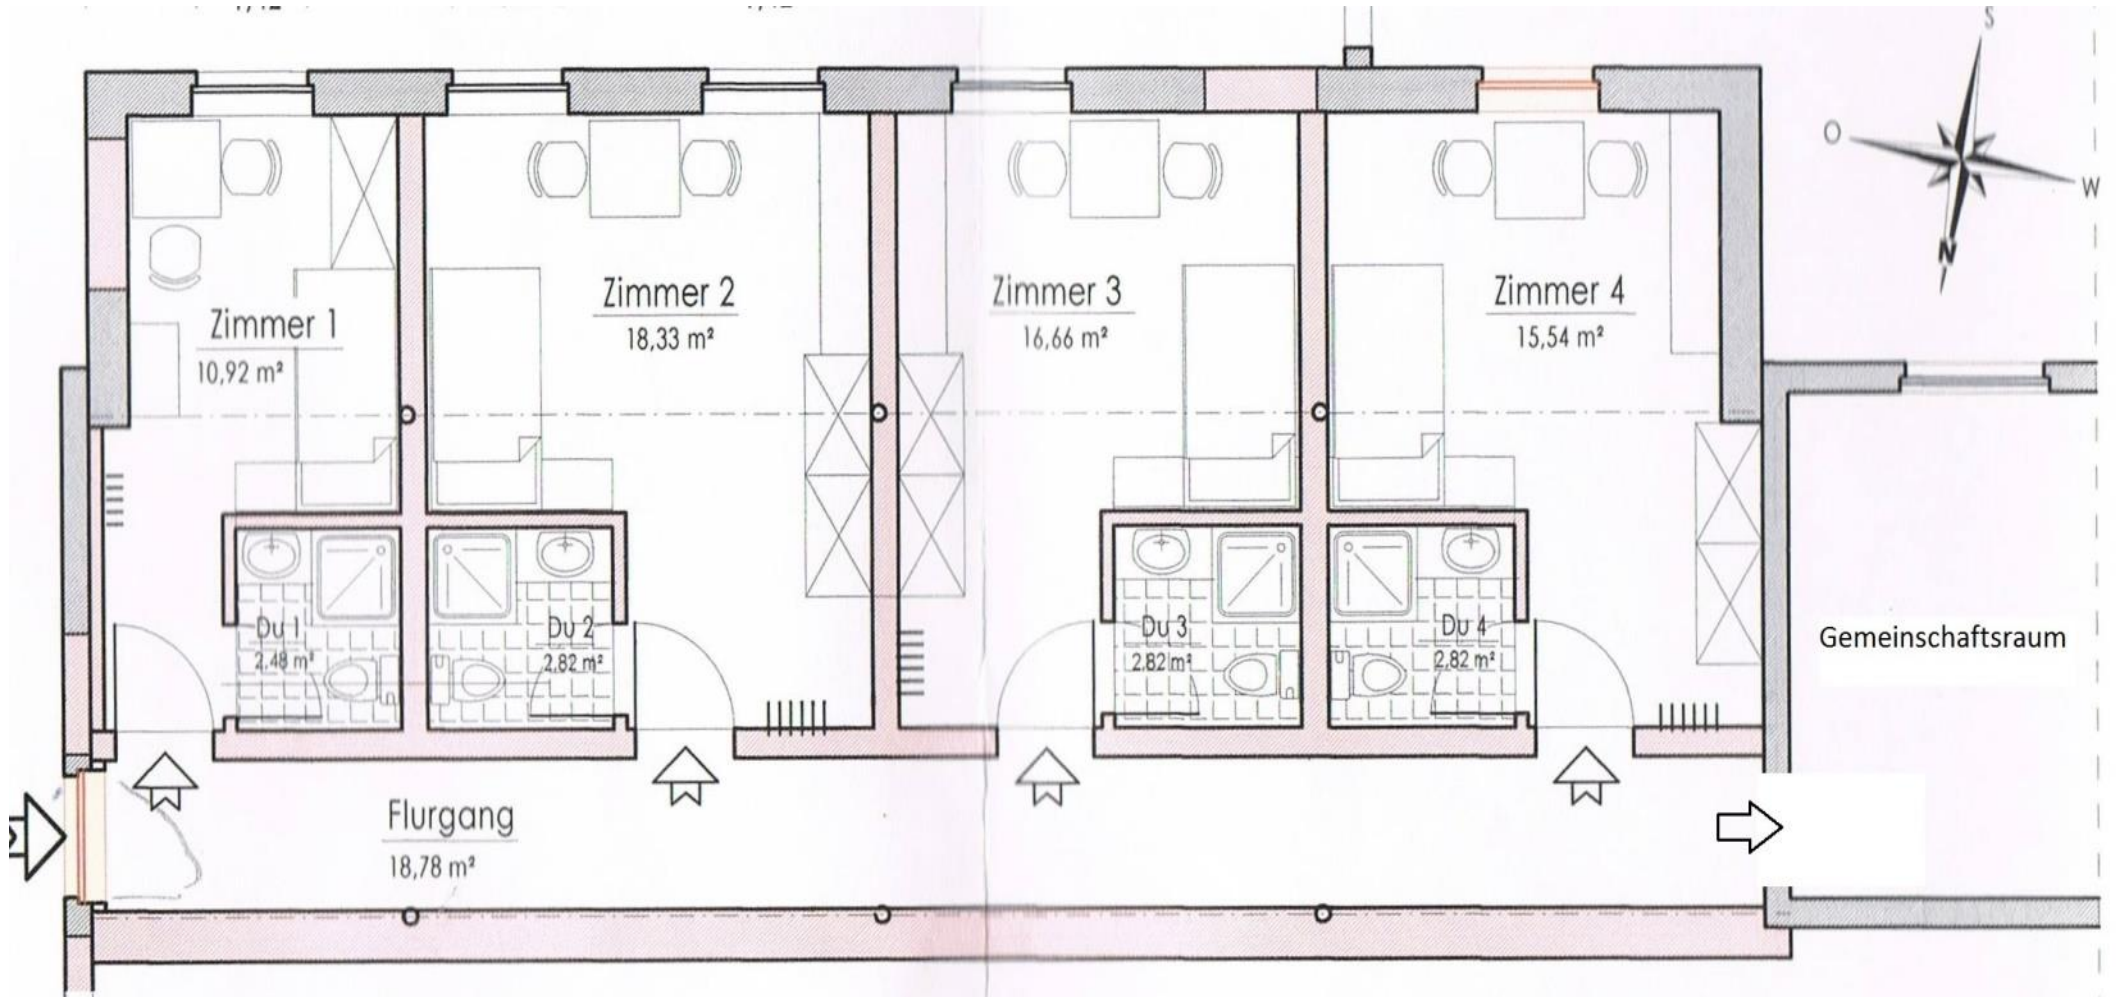 S
O
W
N
Zimmer 1
10,92 m²
Zimmer 2
18,33 m²
Zimmer 3
16,66 m²
Zimmer 4
15,54 m²
Du 1
2,48 m²
Du 2
2,82 m²
Du 3
2,82 m²
Du 4
2,82 m²
Gemeinschaftsraum
Flurgang
18,78 m²